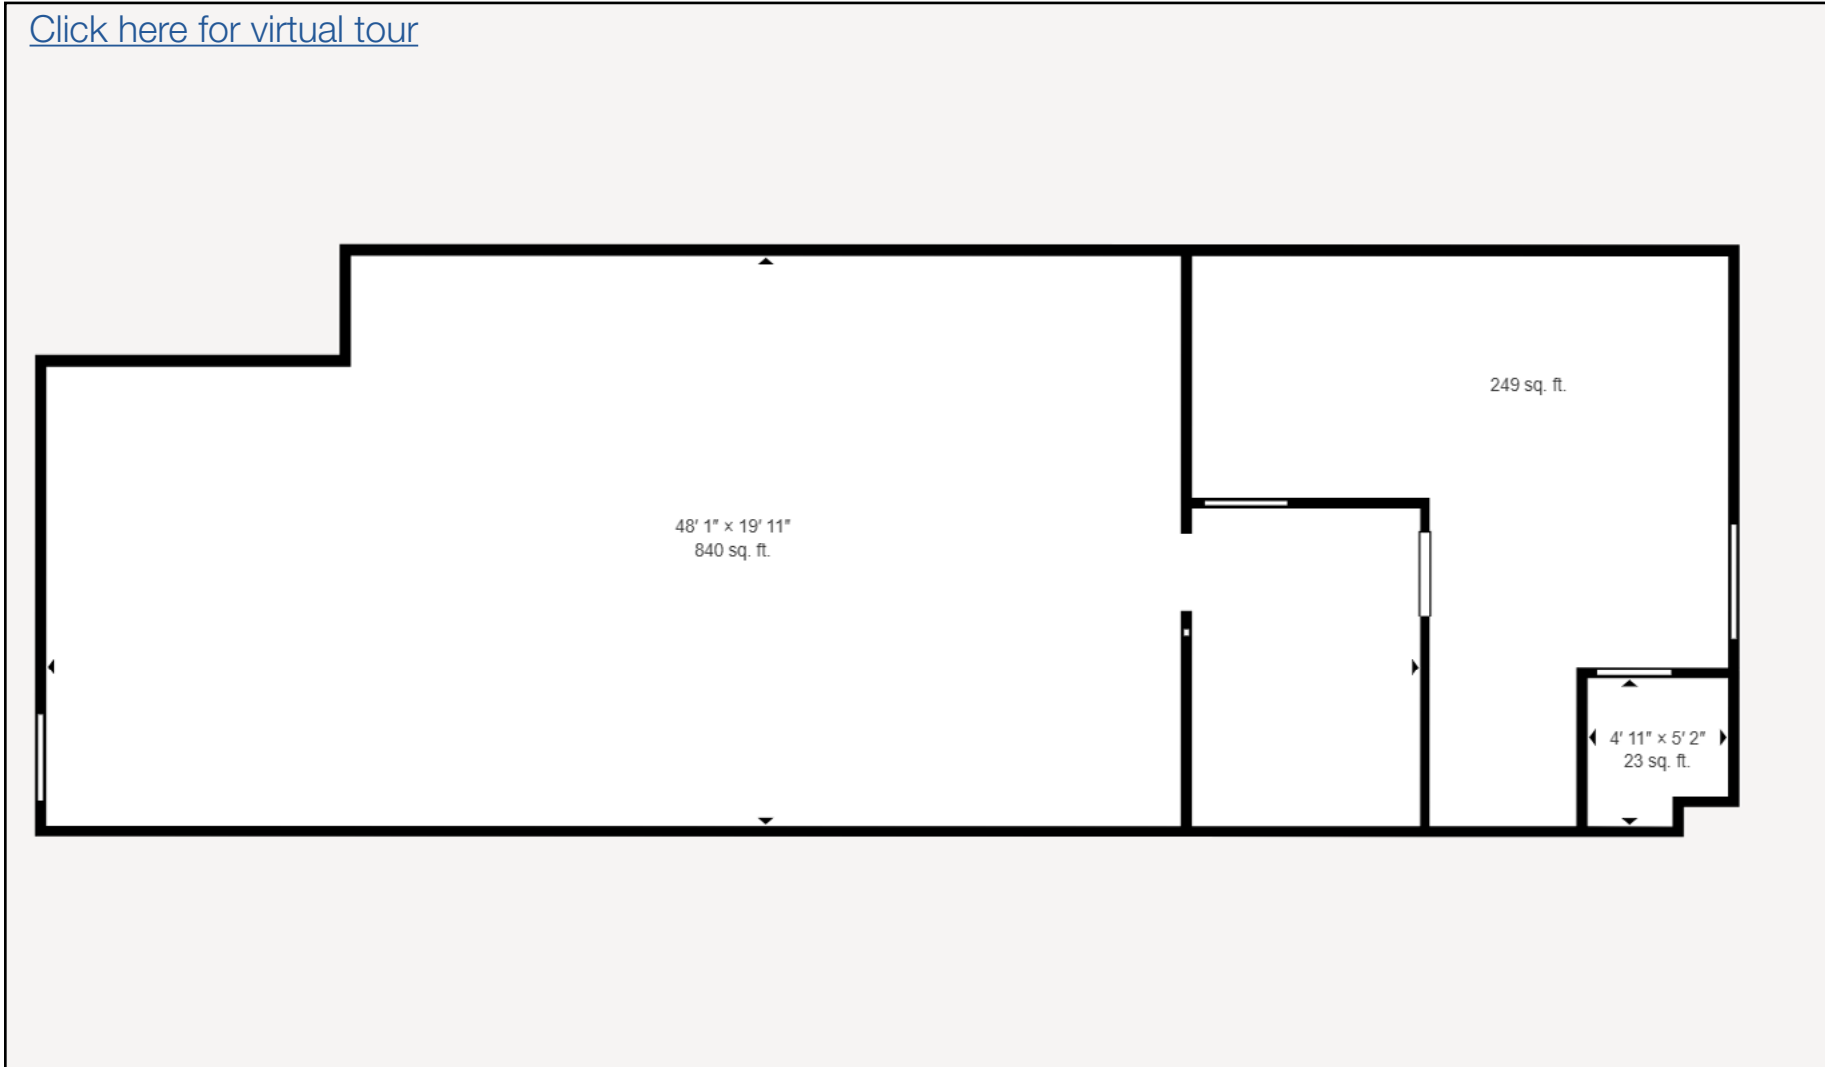 Click here for virtual tour
249 sq. ft.
48' 1" × 19' 11"
840 sq. ft.
4' 11" × 5' 2"
23 sq. ft.